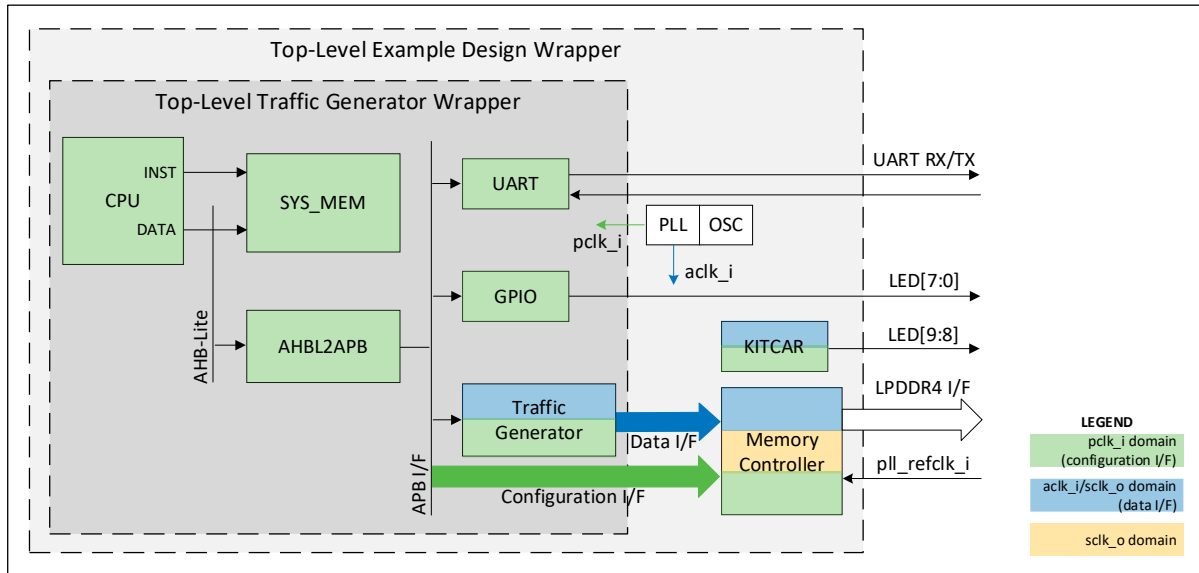 Top-Level Example Design Wrapper
Top-Level Traffic Generator Wrapper
CPU
INST
DATA
SYS_MEM
AHB-Lite
AHBL2APB
APB I/F
UART
GPIO
Traffic
Generator
Data I/F
Configuration I/F
PLL
OSC
pclk_i
aclk_i
KITCAR
Memory
Controller
UART RX/TX
LED[7:0]
LED[9:8]
LPDDR4 I/F
pll_refclk_i
LEGEND
pclk_i domain
(configuration I/F)
aclk_i/sclk_o domain
(data I/F)
sclk_o domain